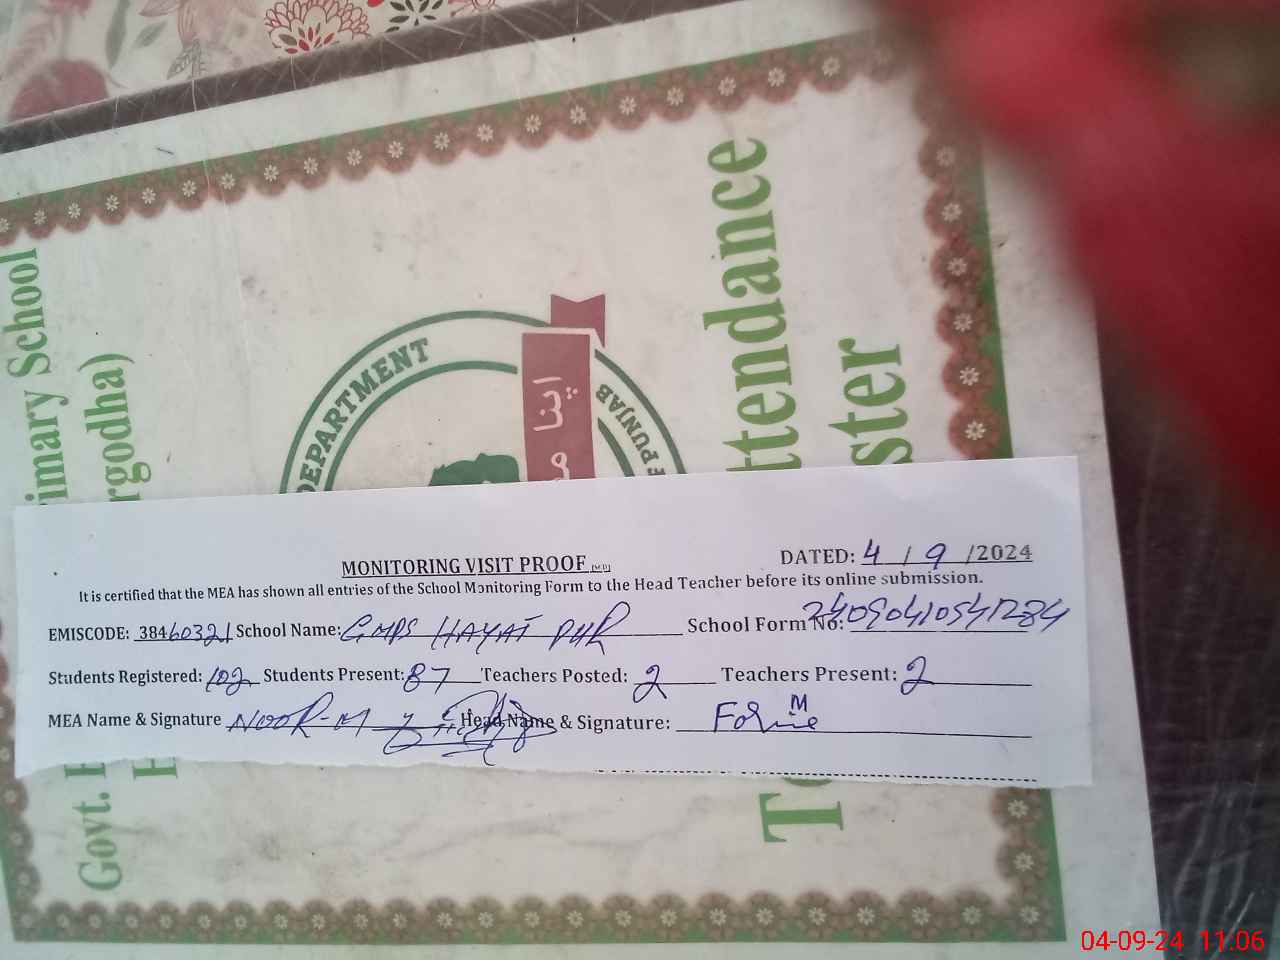 imary School
rgodha)
Govt.
DEPARTMENT
PUNJAB
اپنا
ttendance
ster
MONITORING VISIT PROOF
DATED: 4 / 9 /2024
It is certified that the MEA has shown all entries of the School Monitoring Form to the Head Teacher before its online submission.
EMISCODE: 38460321 School Name: GMPS HAYAT PUR School Form No:
Students Registered: 102 Students Present: 87 Teachers Posted: 2 Teachers Present: 2
MEA Name & Signature NOOR-M Head Name & Signature:
04-09-24 11:06